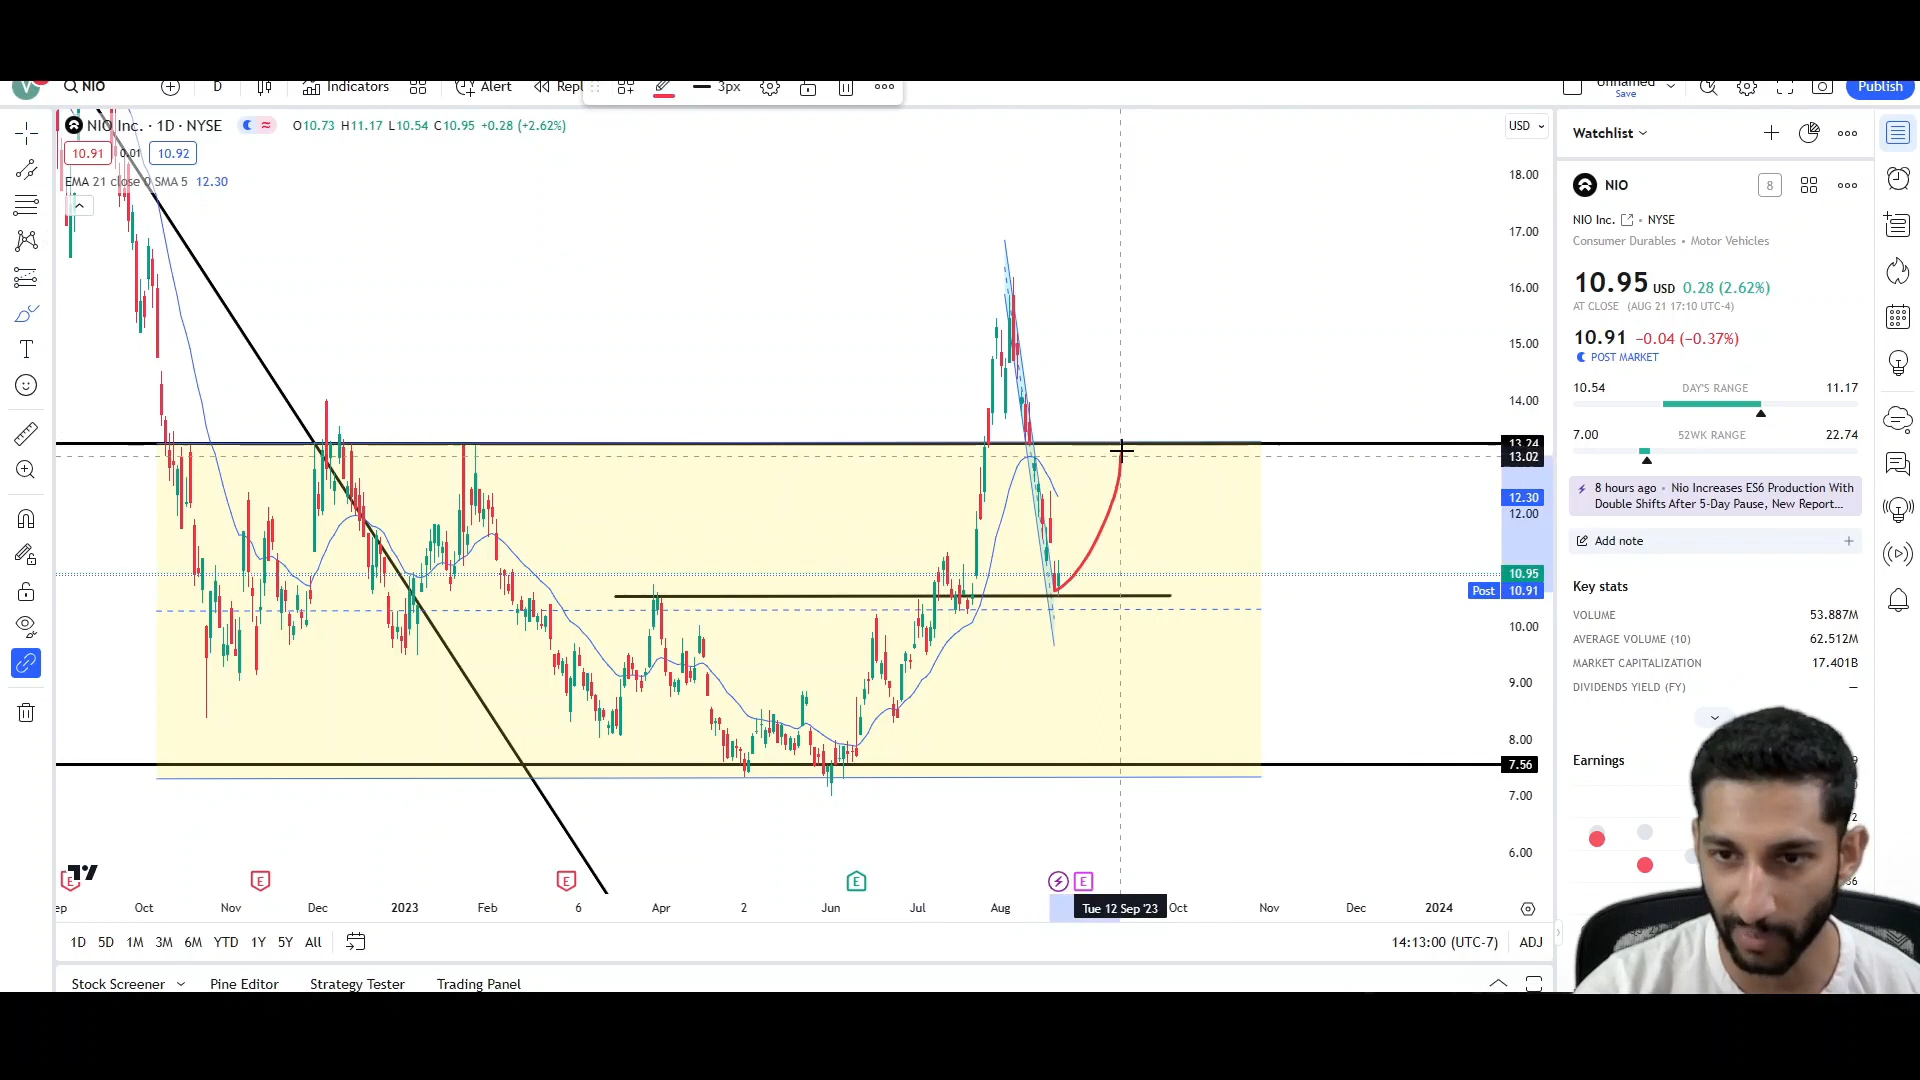 V NIO D Indicators Alert Repl 3px Unnamed Save Publish
NIO Inc. · 1D · NYSE O10.73 H11.17 L10.54 C10.95 +0.28 (+2.62%)
10.91 0.01 10.92
EMA 21 close 0 SMA 5 12.30
USD
18.00
17.00
16.00
15.00
14.00
13.24
13.02
12.30
12.00
10.95
Post 10.91
10.00
9.00
8.00
7.56
7.00
6.00
E E E E E
Oct Nov Dec 2023 Feb 6 Apr 2 Jun Jul Aug Tue 12 Sep '23 Oct Nov Dec 2024
1D 5D 1M 3M 6M YTD 1Y 5Y All 14:13:00 (UTC-7) ADJ
Stock Screener Pine Editor Strategy Tester Trading Panel
Watchlist
NIO 8
NIO Inc. • NYSE
Consumer Durables • Motor Vehicles
10.95 USD 0.28 (2.62%)
AT CLOSE (AUG 21 17:10 UTC-4)
10.91 −0.04 (−0.37%)
POST MARKET
10.54 DAY'S RANGE 11.17
7.00 52WK RANGE 22.74
8 hours ago • Nio Increases ES6 Production With
Double Shifts After 5-Day Pause, New Report...
Add note
Key stats
VOLUME 53.887M
AVERAGE VOLUME (10) 62.512M
MARKET CAPITALIZATION 17.401B
DIVIDENDS YIELD (FY) —
Earnings